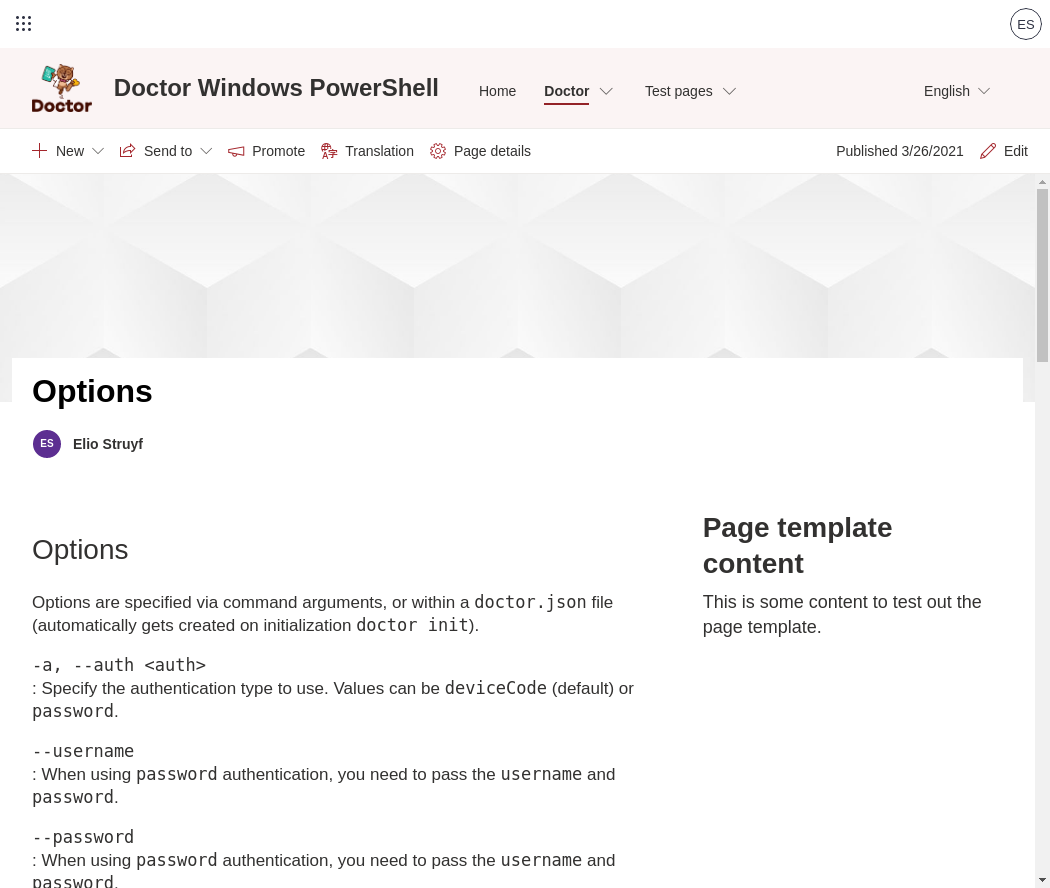 ES
Doctor
Doctor Windows PowerShell
Home
Doctor
Test pages
English
New
Send to
Promote
Translation
Page details
Published 3/26/2021
Edit
Options
ES
Elio Struyf
Options
Options are specified via command arguments, or within a doctor.json file
(automatically gets created on initialization doctor init).
-a, --auth <auth>
: Specify the authentication type to use. Values can be deviceCode (default) or
password.
--username
: When using password authentication, you need to pass the username and
password.
--password
: When using password authentication, you need to pass the username and
password.
Page template
content
This is some content to test out the
page template.